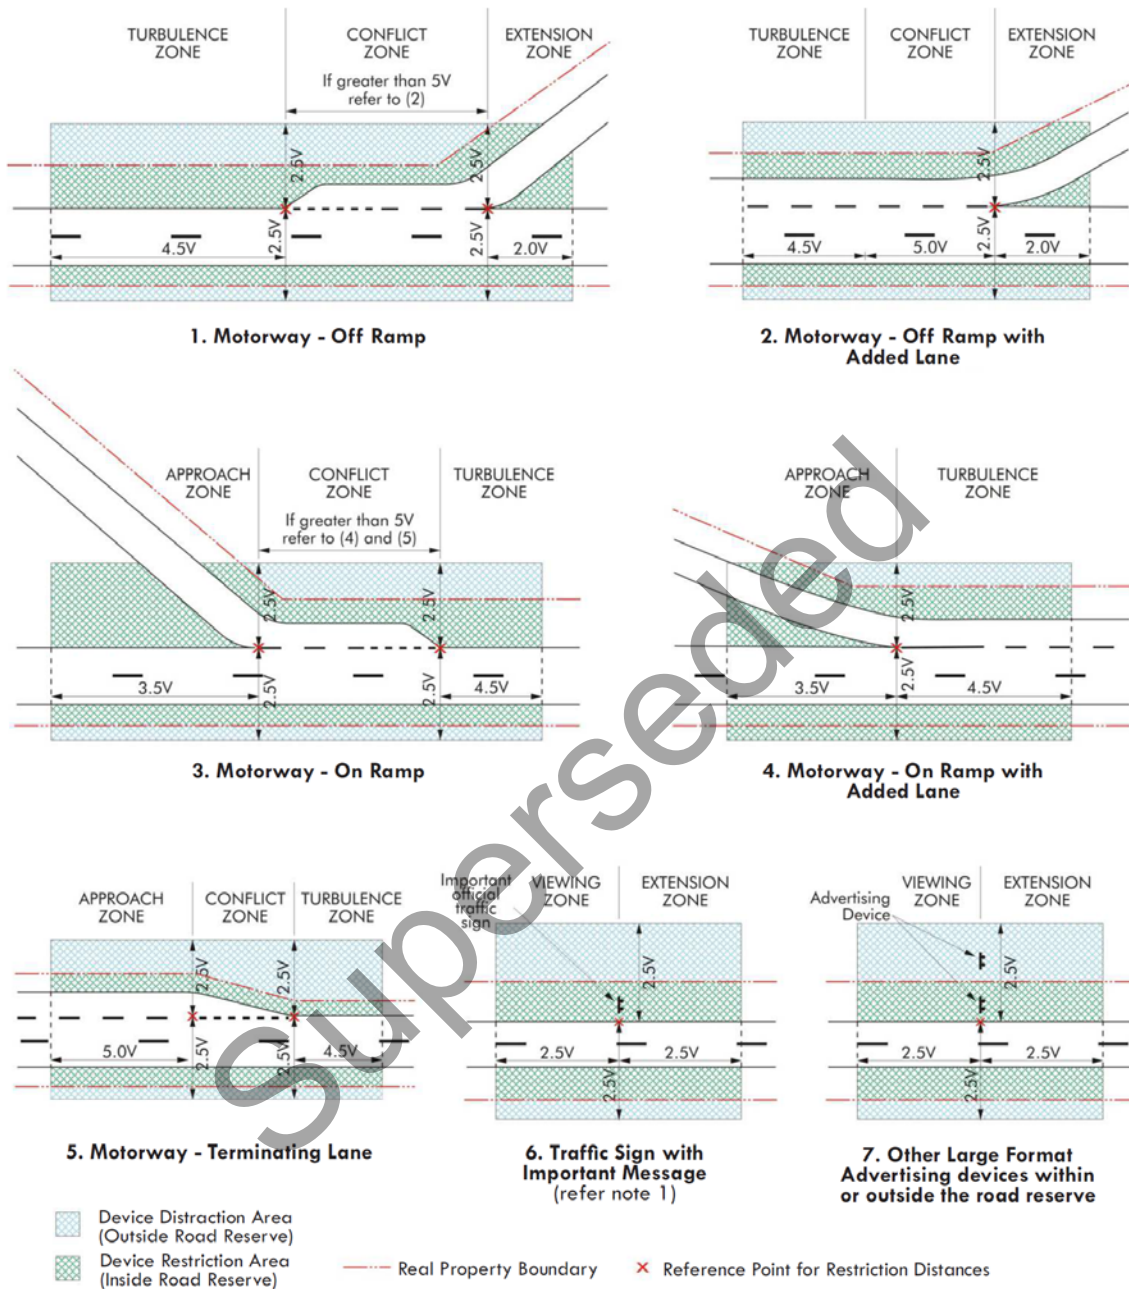 TURBULENCE
ZONE
CONFLICT
ZONE
EXTENSION
ZONE
If greater than 5V
refer to (2)
2.5V
2.5V
2.5V
2.5V
4.5V
2.0V
1. Motorway - Off Ramp
TURBULENCE
ZONE
CONFLICT
ZONE
EXTENSION
ZONE
2.5V
2.5V
4.5V
5.0V
2.0V
2. Motorway - Off Ramp with
Added Lane
APPROACH
ZONE
CONFLICT
ZONE
TURBULENCE
ZONE
If greater than 5V
refer to (4) and (5)
2.5V
2.5V
2.5V
2.5V
3.5V
4.5V
3. Motorway - On Ramp
APPROACH
ZONE
TURBULENCE
ZONE
2.5V
2.5V
3.5V
4.5V
4. Motorway - On Ramp with
Added Lane
APPROACH
ZONE
CONFLICT
ZONE
TURBULENCE
ZONE
2.5V
2.5V
2.5V
2.5V
5.0V
4.5V
5. Motorway - Terminating Lane
Important
official
traffic
sign
VIEWING
ZONE
EXTENSION
ZONE
2.5V
2.5V
2.5V
2.5V
6. Traffic Sign with
Important Message
(refer note 1)
Advertising
Device
VIEWING
ZONE
EXTENSION
ZONE
2.5V
2.5V
2.5V
2.5V
7. Other Large Format
Advertising devices within
or outside the road reserve
Device Distraction Area
(Outside Road Reserve)
Device Restriction Area
(Inside Road Reserve)
Real Property Boundary
Reference Point for Restriction Distances
Superseded